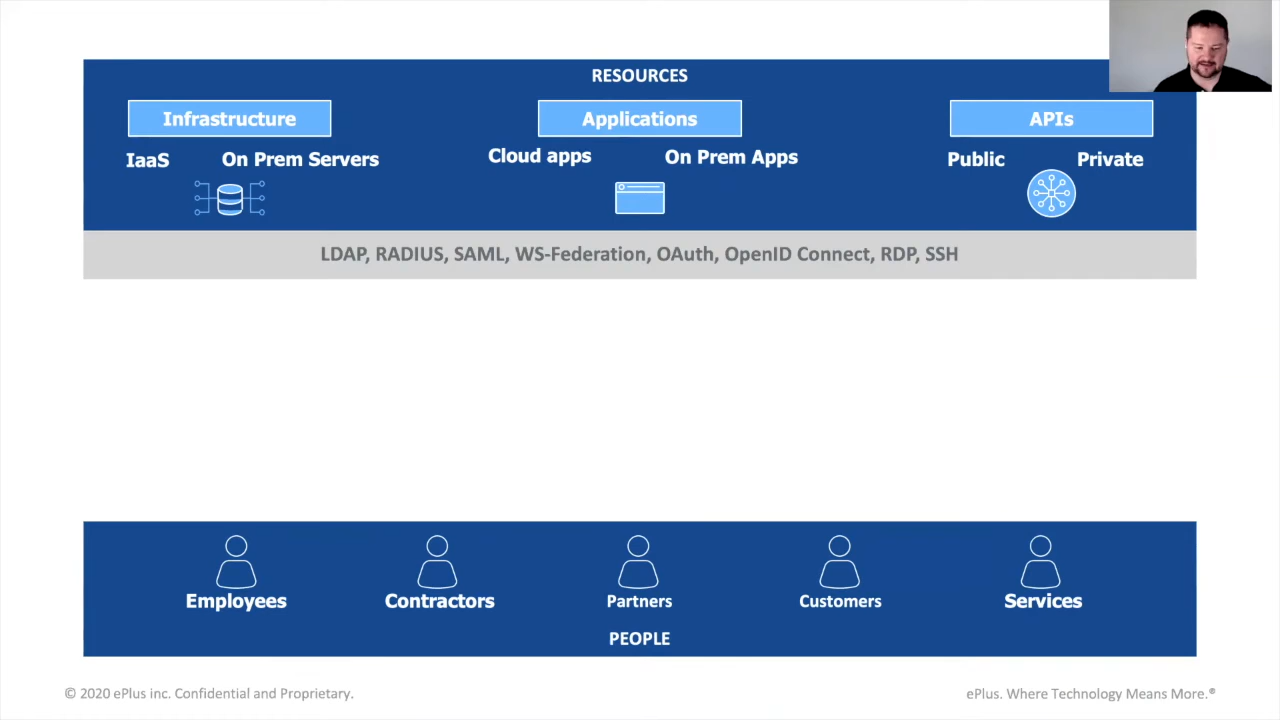 RESOURCES
Infrastructure
Applications
APIs
IaaS
On Prem Servers
Cloud apps
On Prem Apps
Public
Private
LDAP, RADIUS, SAML, WS-Federation, OAuth, OpenID Connect, RDP, SSH
Employees
Contractors
Partners
Customers
Services
PEOPLE
© 2020 ePlus inc. Confidential and Proprietary.
ePlus. Where Technology Means More.®